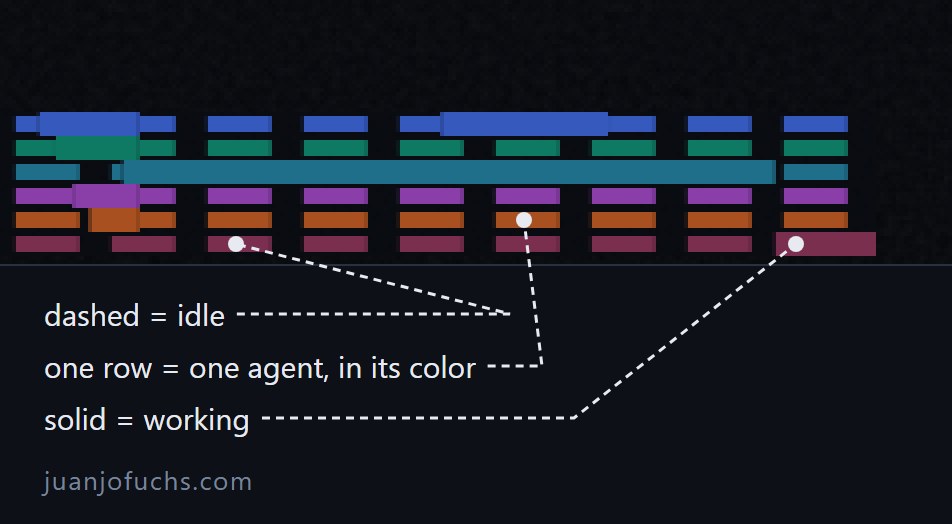 dashed = idle
one row = one agent, in its color
solid = working
juanjofuchs.com